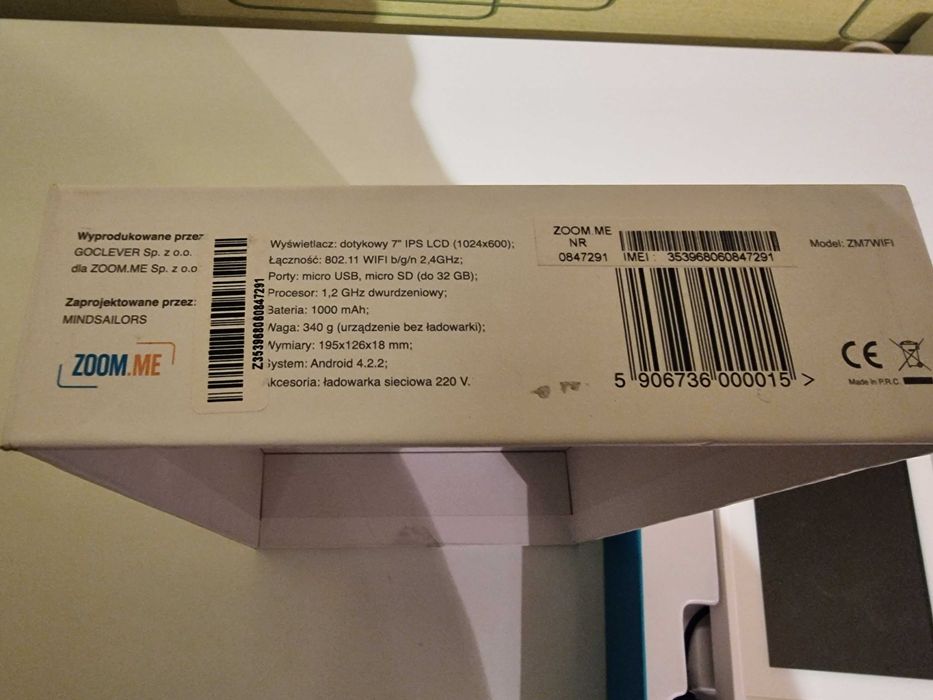 Wyprodukowane przez
GOCLEVER Sp. z o.o.
dla ZOOM.ME Sp. z o.o
Zaprojektowane przez:
MINDSAILORS
ZOOM.ME
Z353968060847291
Wyświetlacz: dotykowy 7" IPS LCD (1024x600);
Łączność: 802.11 WIFI b/g/n 2,4GHz;
Porty: micro USB, micro SD (do 32 GB);
Procesor: 1,2 GHz dwurdzeniowy;
Bateria: 1000 mAh;
Waga: 340 g (urządzenie bez ładowarki);
Wymiary: 195x126x18 mm;
System: Android 4.2.2;
Akcesoria: ładowarka sieciowa 220 V.
ZOOM.ME
NR
0847291
IMEI : 353968060847291
5 906736 000015 >
Model: ZM7WIFI
CE
Made in P.R.C